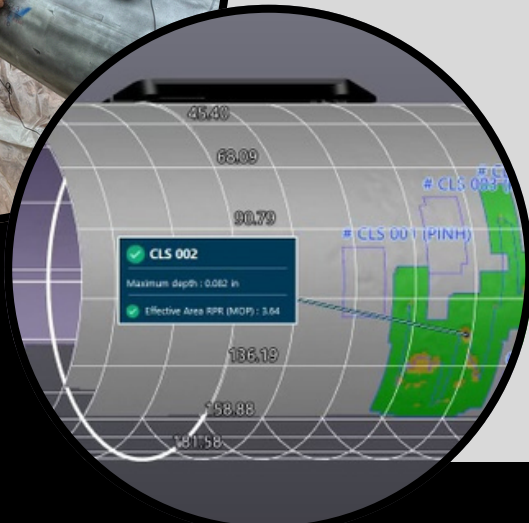 45.40
68.09
# CLS 003
90.79
# CLS 001 (PINH)
CLS 002
Maximum depth : 0.082 in
Effective Area RPR (MOP) : 3.64
136.19
158.88
181.58